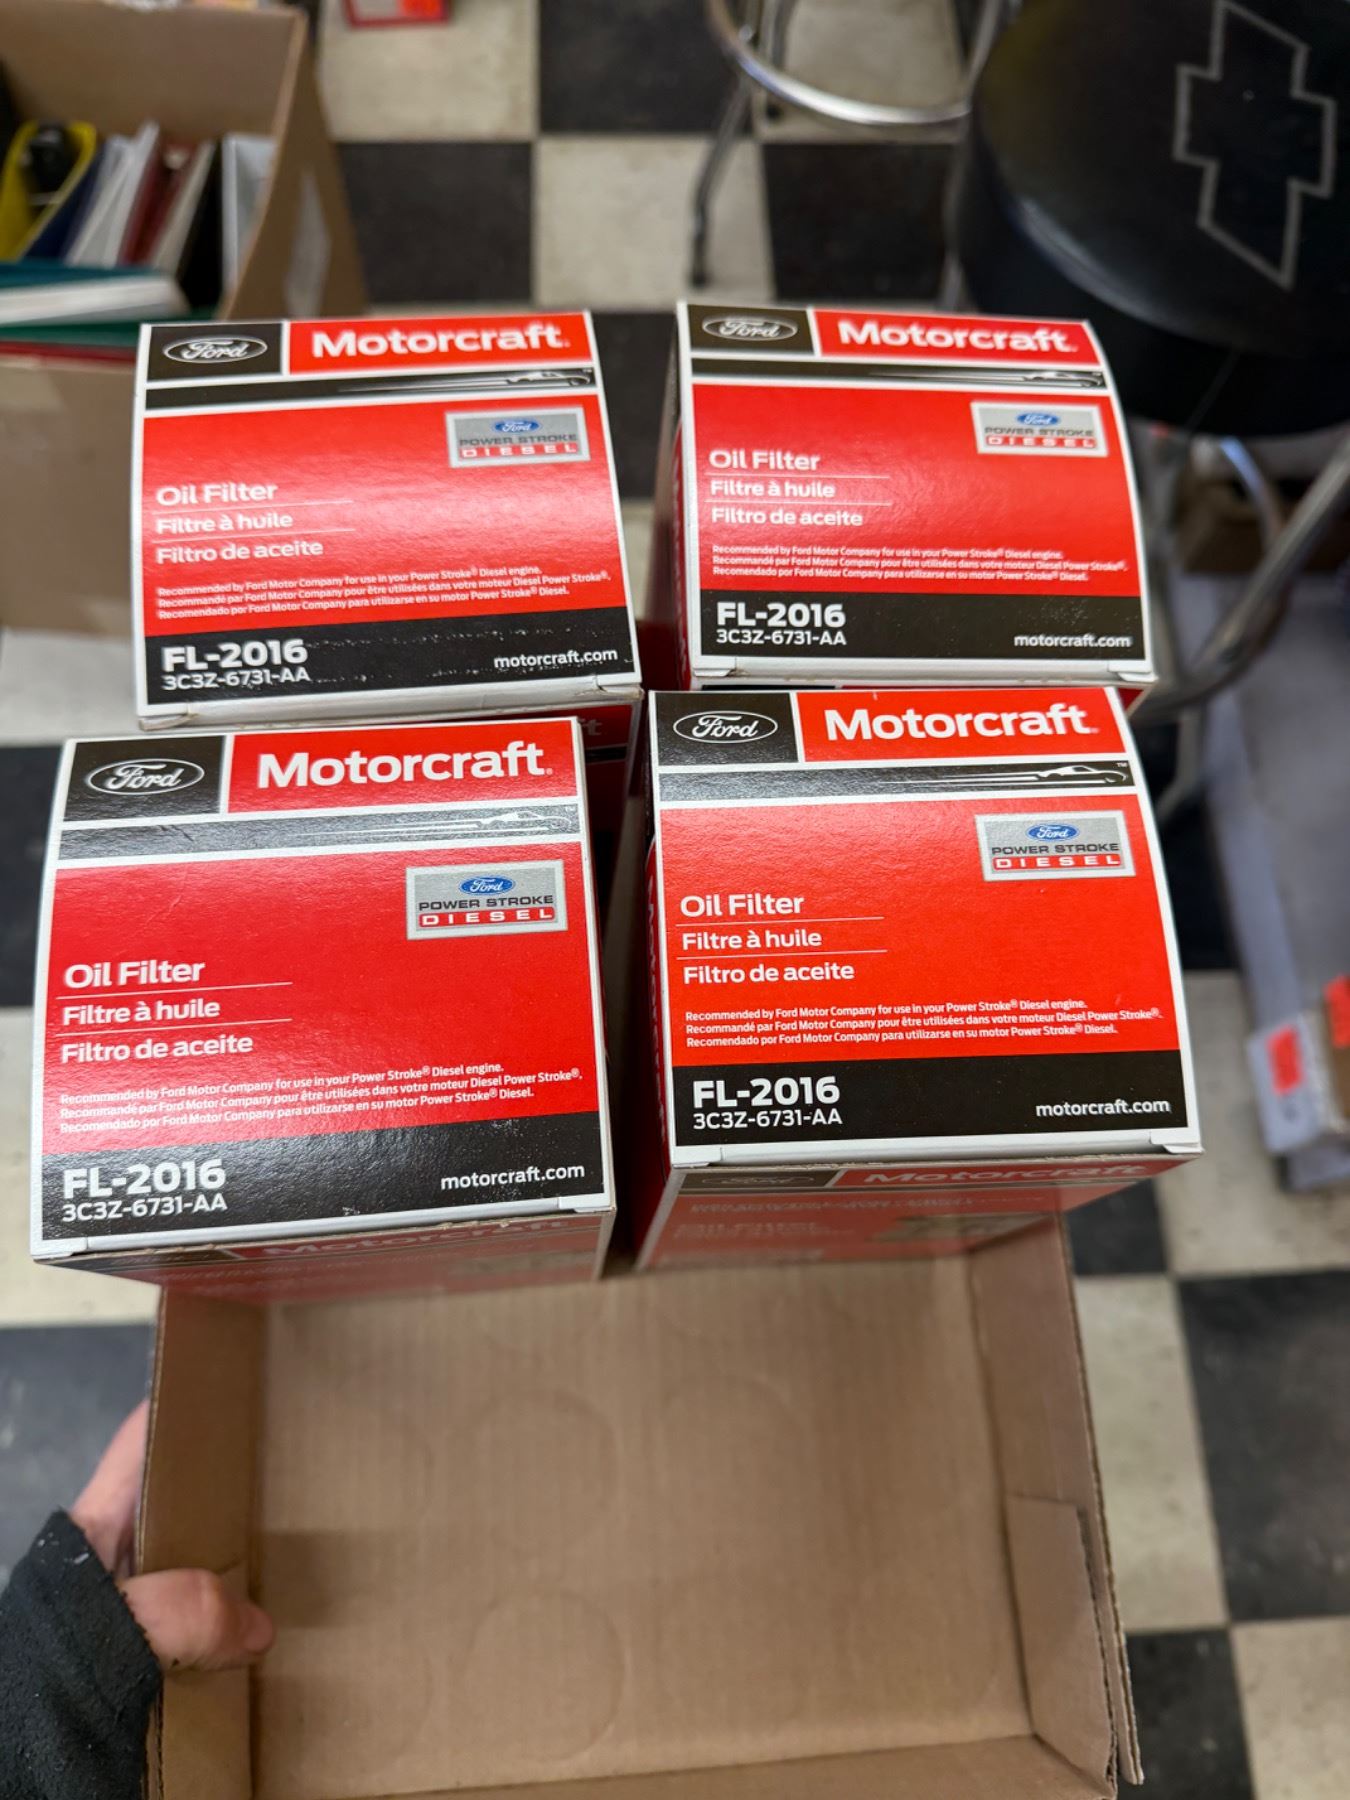 Ford Motorcraft
Ford
POWER STROKE
DIESEL
Oil Filter
Filtre à huile
Filtro de aceite
Recommended by Ford Motor Company for use in your Power Stroke® Diesel engine.
Recommandé par Ford Motor Company pour être utilisées dans votre moteur Diesel Power Stroke®.
Recomendado por Ford Motor Company para utilizarse en su motor Power Stroke® Diesel.
FL-2016
3C3Z-6731-AA
motorcraft.com
Ford Motorcraft
Ford
POWER STROKE
DIESEL
Oil Filter
Filtre à huile
Filtro de aceite
Recommended by Ford Motor Company for use in your Power Stroke® Diesel engine.
Recommandé par Ford Motor Company pour être utilisées dans votre moteur Diesel Power Stroke®.
Recomendado por Ford Motor Company para utilizarse en su motor Power Stroke® Diesel.
FL-2016
3C3Z-6731-AA
motorcraft.com
Ford Motorcraft
TM
Ford
POWER STROKE
DIESEL
Oil Filter
Filtre à huile
Filtro de aceite
Recommended by Ford Motor Company for use in your Power Stroke® Diesel engine.
Recommandé par Ford Motor Company pour être utilisées dans votre moteur Diesel Power Stroke®.
Recomendado por Ford Motor Company para utilizarse en su motor Power Stroke® Diesel.
FL-2016
3C3Z-6731-AA
motorcraft.com
Motorcraft
Ford Motorcraft
TM
Ford
POWER STROKE
DIESEL
Oil Filter
Filtre à huile
Filtro de aceite
Recommended by Ford Motor Company for use in your Power Stroke® Diesel engine.
Recommandé par Ford Motor Company pour être utilisées dans votre moteur Diesel Power Stroke®.
Recomendado por Ford Motor Company para utilizarse en su motor Power Stroke® Diesel.
FL-2016
3C3Z-6731-AA
motorcraft.com
Motorcraft
Oil Filter